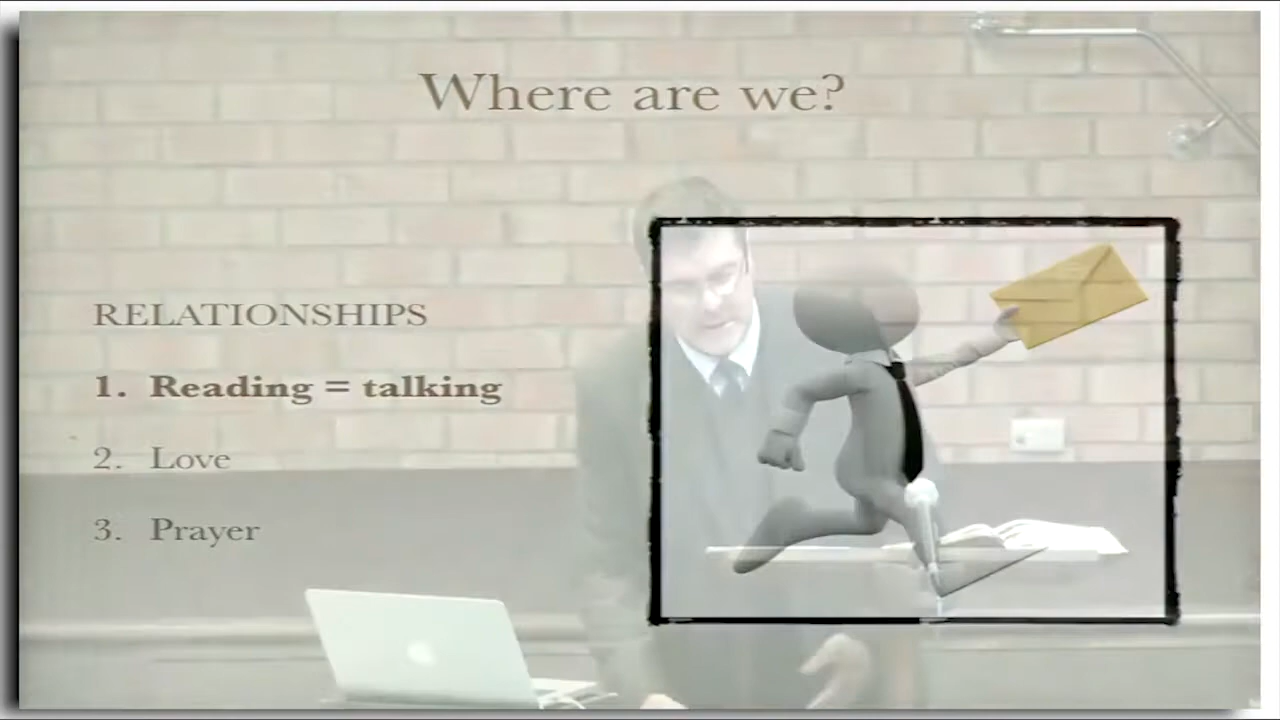 Where are we?
RELATIONSHIPS
1. Reading = talking
2. Love
3. Prayer